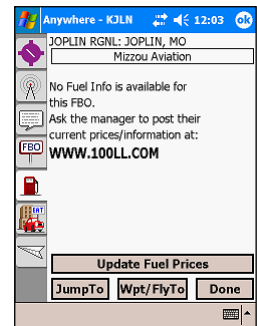 Anywhere - KJLN 12:03 ok
JOPLIN RGNL: JOPLIN, MO
Mizzou Aviation
No Fuel Info is available for
this FBO.
Ask the manager to post their
current prices/information at:
WWW.100LL.COM
FBO
EAT
Update Fuel Prices
JumpTo Wpt/FlyTo Done